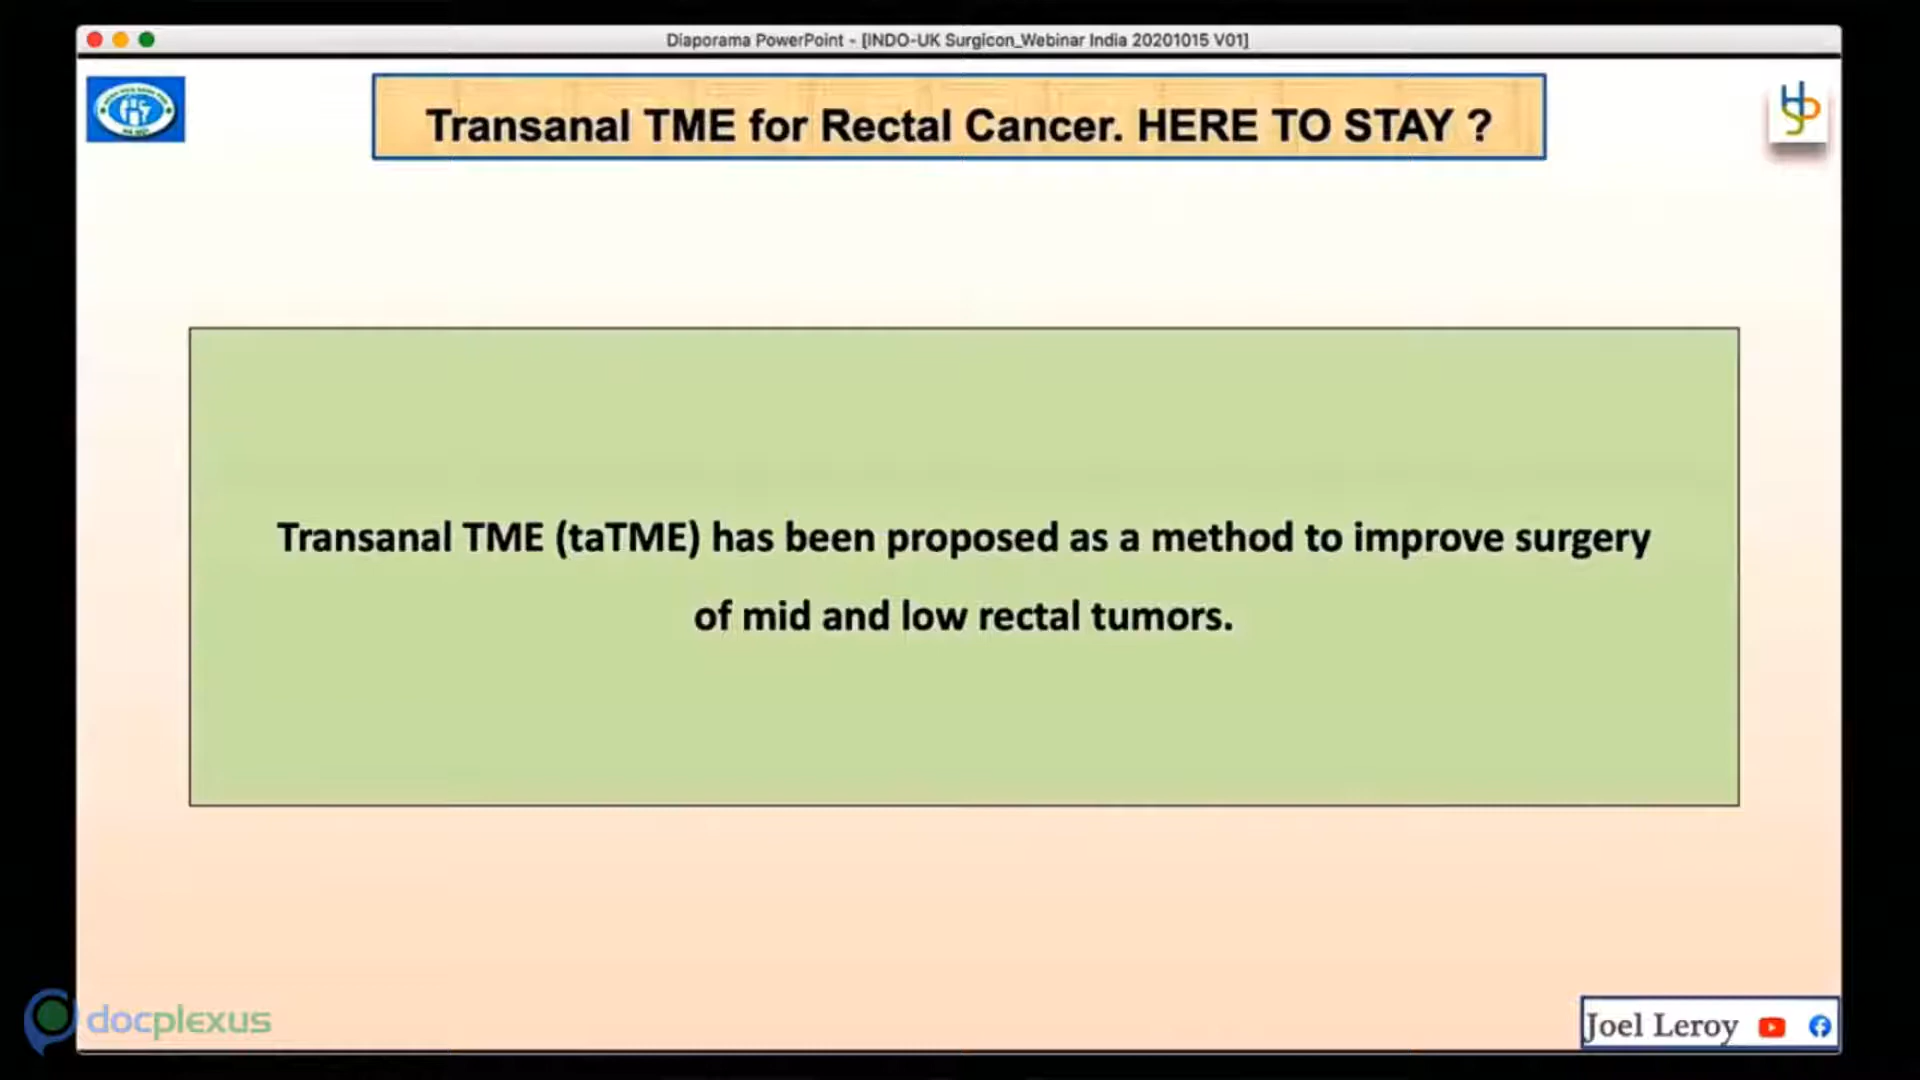 Diaporama PowerPoint - [INDO-UK Surgicon_Webinar India 20201015 V01]
Transanal TME for Rectal Cancer. HERE TO STAY ?
Transanal TME (taTME) has been proposed as a method to improve surgery
of mid and low rectal tumors.
docplexus
Joel Leroy